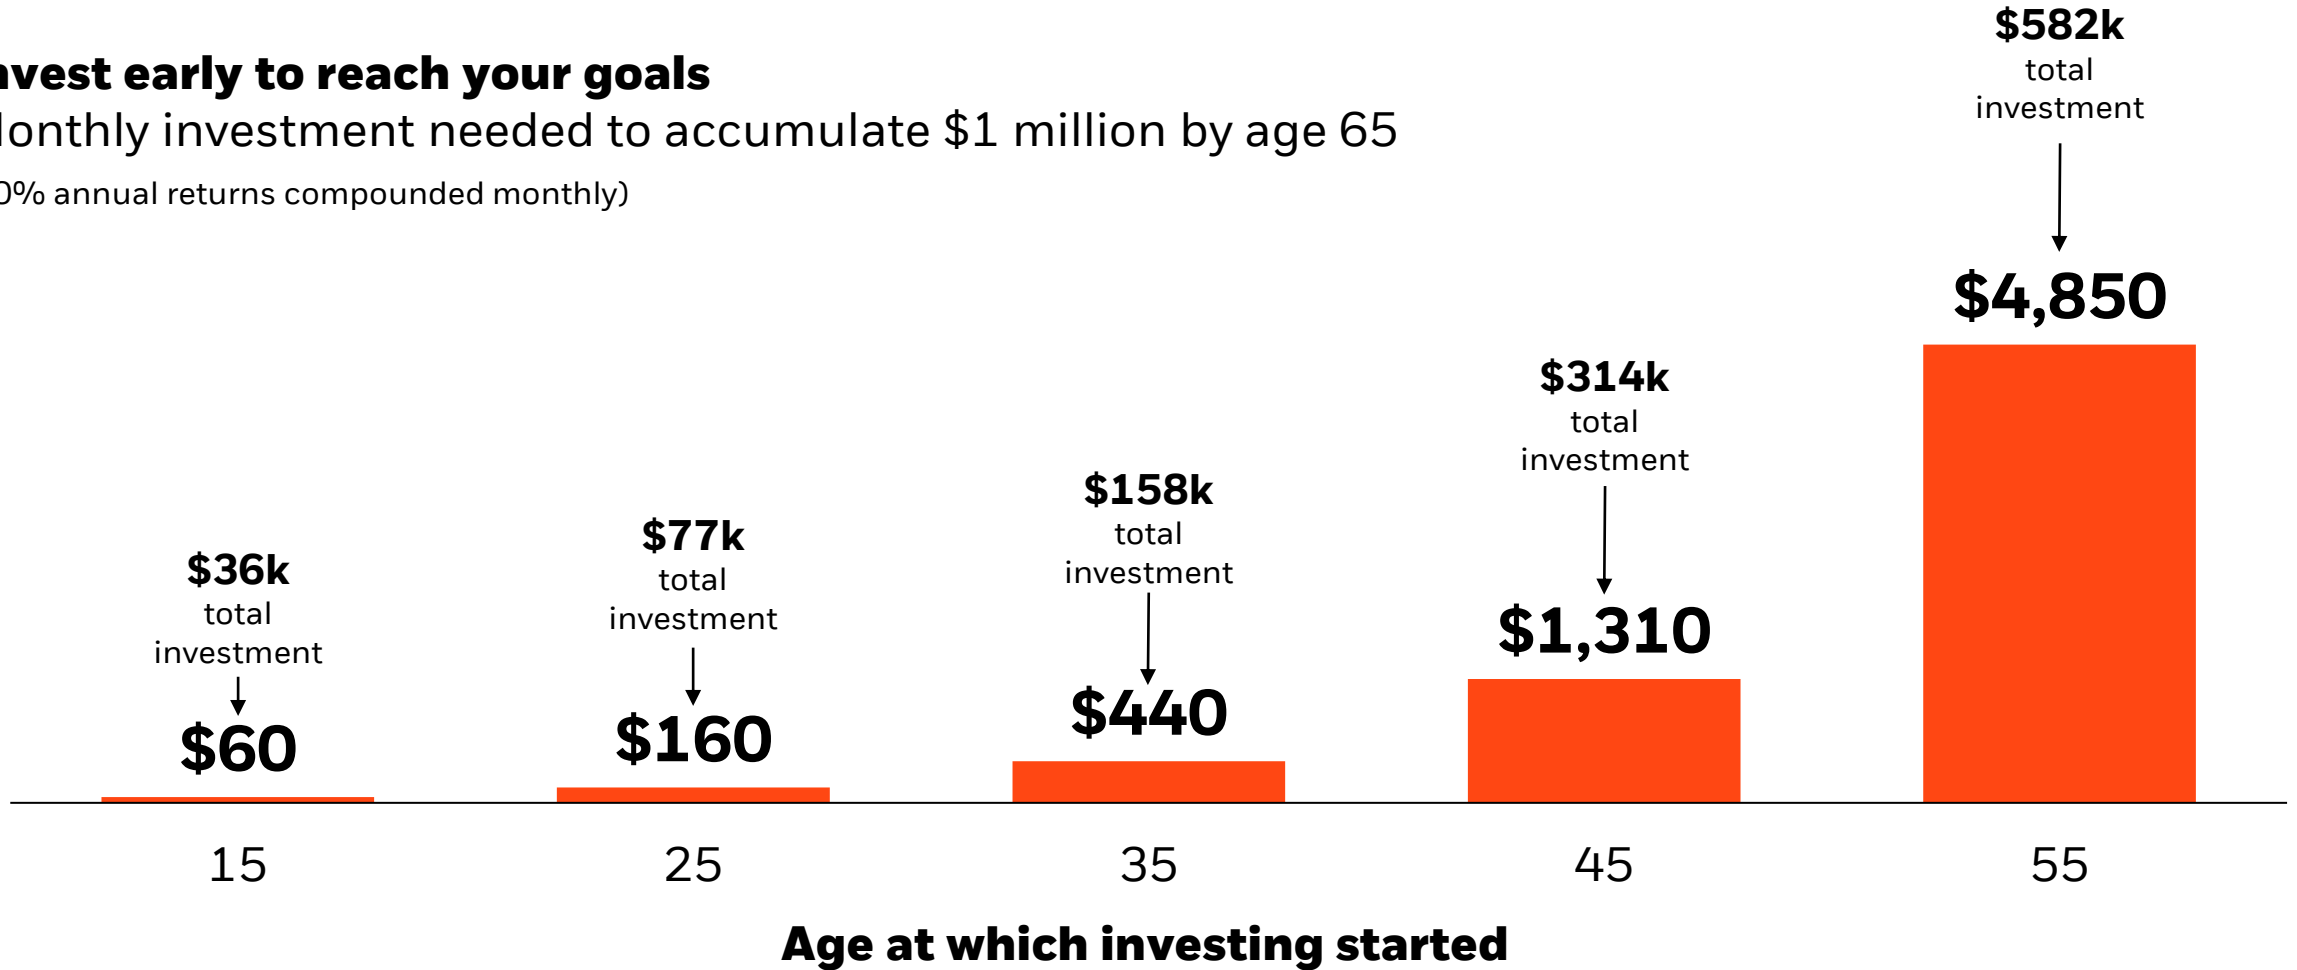 nvest early to reach your goals
onthly investment needed to accumulate $1 million by age 65
0% annual returns compounded monthly)
$582k
total
investment
$4,850
$314k
total
investment
$1,310
$158k
total
investment
$440
$77k
total
investment
$160
$36k
total
investment
$60
15 25 35 45 55
Age at which investing started